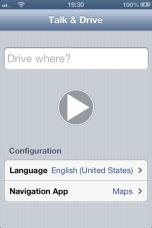 19:30
100%
Talk & Drive
Drive where?
Configuration
Language English (United States)
Navigation App Maps